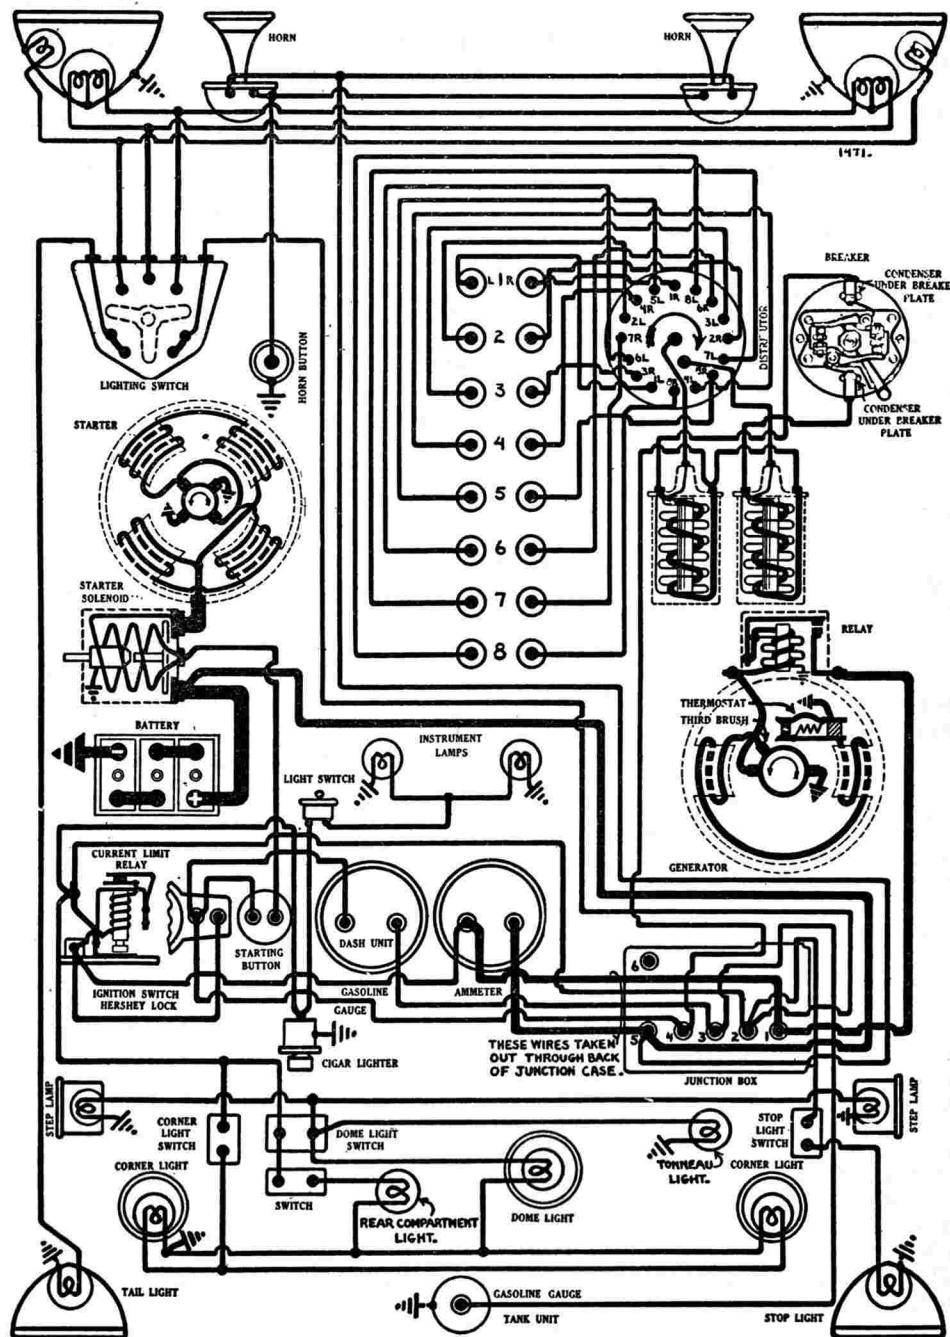 HORN
HORN
1471.
BREAKER
CONDENSER
UNDER BREAKER
PLATE
L 1 R
5L
1R
8L
6R
4R
2L
3L
7R
2R
6L
7L
3R
1L
DISTRIBUTOR
2
3
4
5
6
7
8
LIGHTING SWITCH
HORN BUTTON
CONDENSER
UNDER BREAKER
PLATE
STARTER
STARTER
SOLENOID
RELAY
THERMOSTAT
THIRD BRUSH
BATTERY
INSTRUMENT
LAMPS
LIGHT SWITCH
GENERATOR
CURRENT LIMIT
RELAY
DASH UNIT
STARTING
BUTTON
IGNITION SWITCH
HERSHEY LOCK
GASOLINE
GAUGE
AMMETER
6
5
4
3
2
1
THESE WIRES TAKEN
OUT THROUGH BACK
OF JUNCTION CASE.
JUNCTION BOX
CIGAR LIGHTER
STEP LAMP
CORNER
LIGHT
SWITCH
DOME LIGHT
SWITCH
STOP
LIGHT
SWITCH
STEP LAMP
TONNEAU
LIGHT.
CORNER LIGHT
CORNER LIGHT
SWITCH
REAR COMPARTMENT
LIGHT.
DOME LIGHT
TAIL LIGHT
GASOLINE GAUGE
TANK UNIT
STOP LIGHT